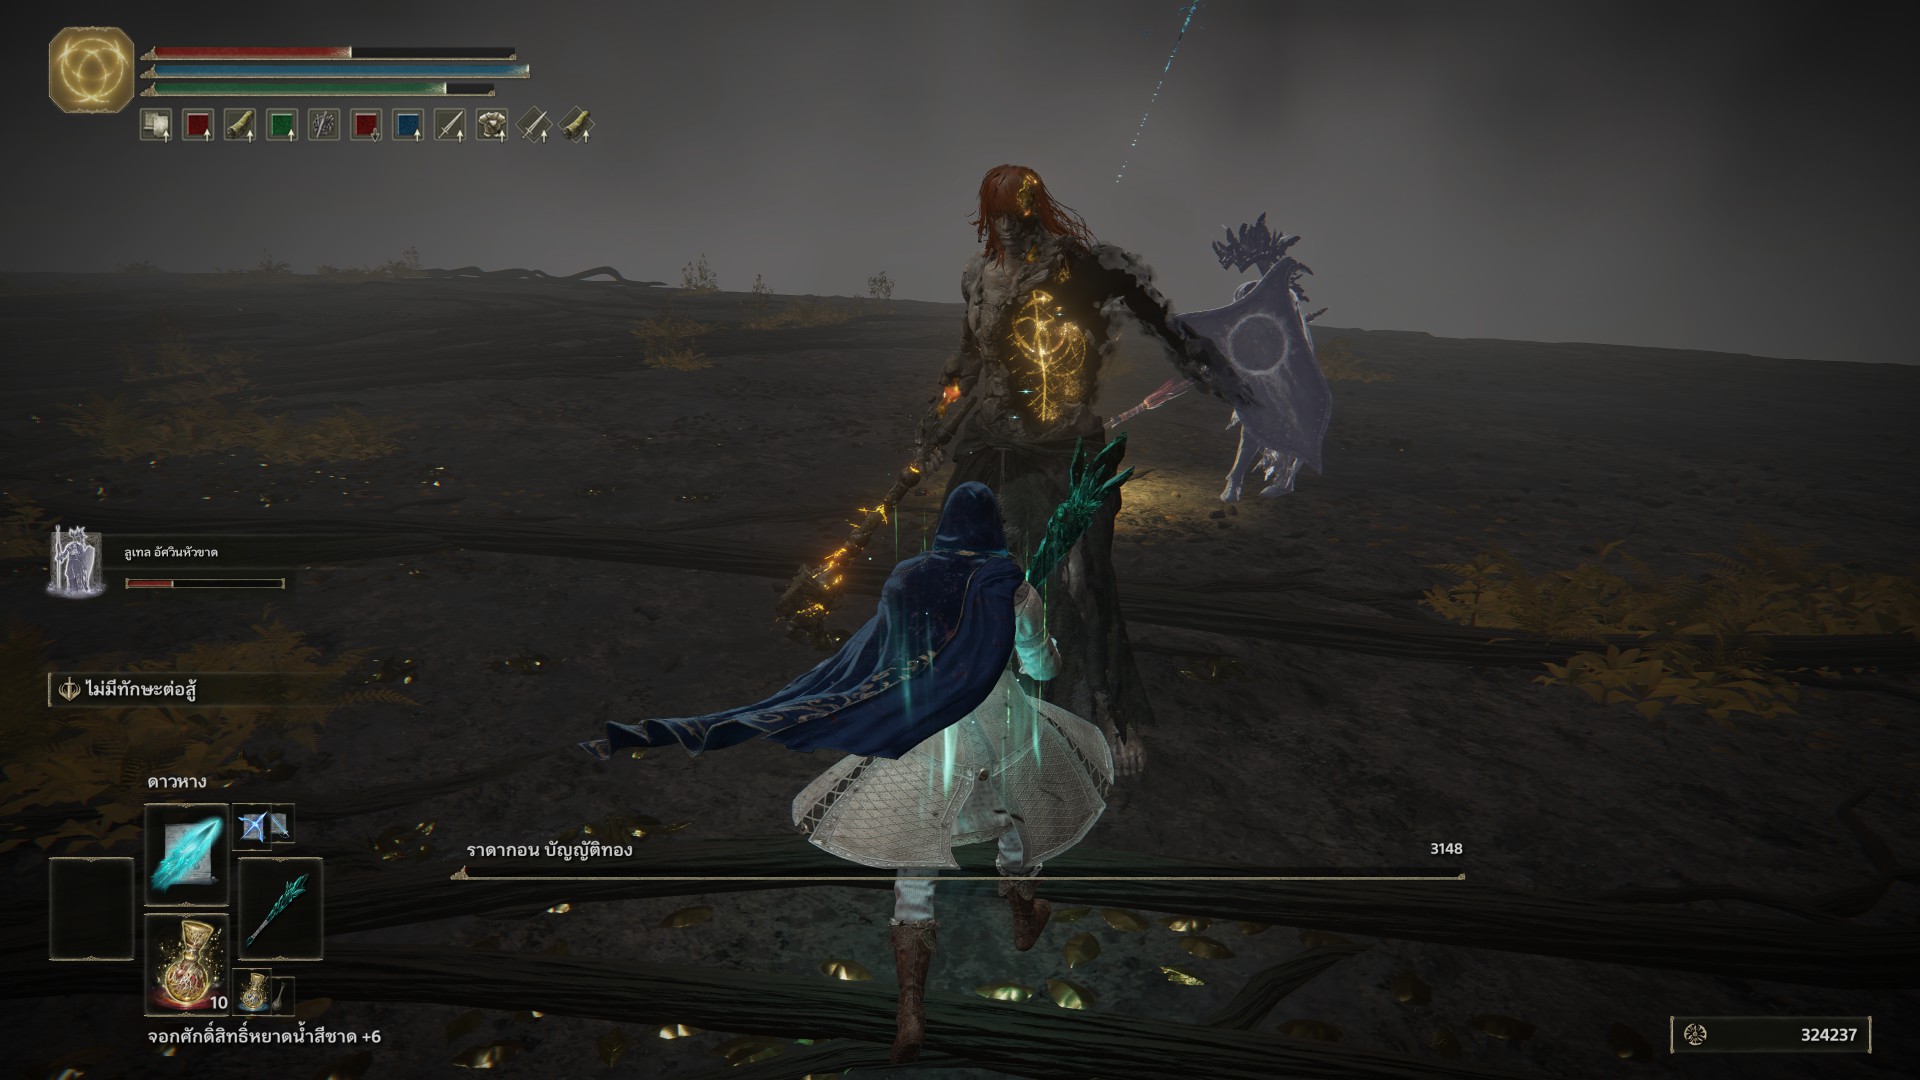 ลูเทล อัศวินหัวขาด
ไม่มีทักษะต่อสู้
ดาวหาง
ราดากอน บัญญัติทอง
3148
10
จอกศักดิ์สิทธิ์หยาดน้ำสีชาด +6
324237